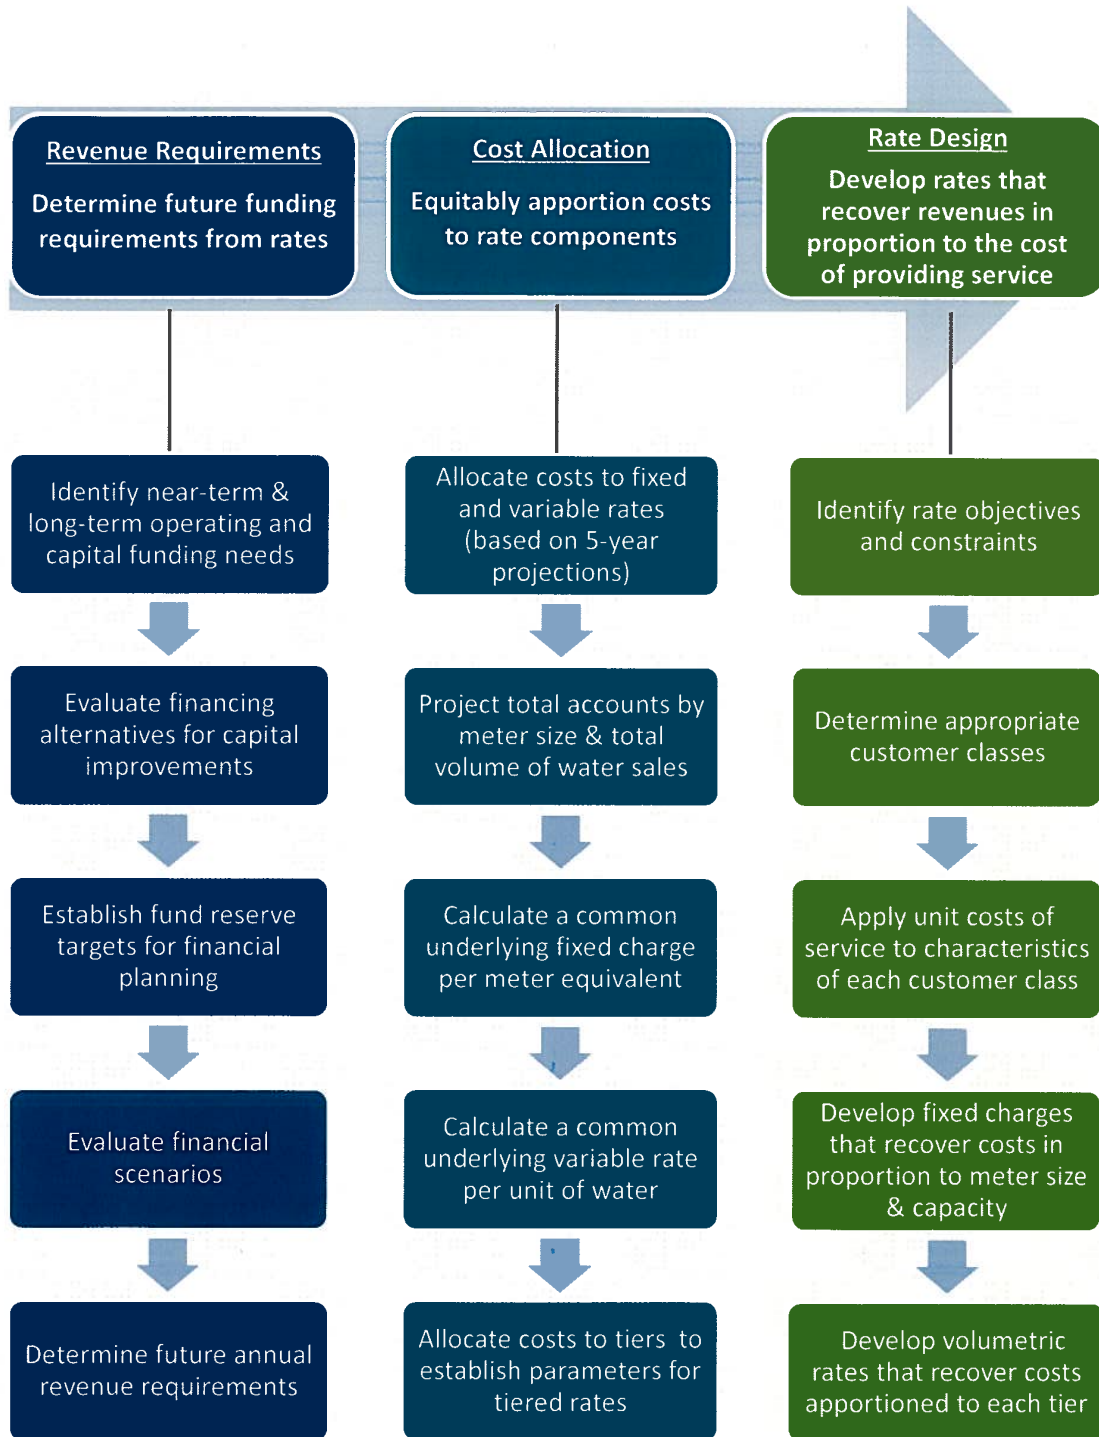 Revenue Requirements
Determine future funding
requirements from rates
Cost Allocation
Equitably apportion costs
to rate components
Rate Design
Develop rates that
recover revenues in
proportion to the cost
of providing service
Identify near-term &
long-term operating and
capital funding needs
Evaluate financing
alternatives for capital
improvements
Establish fund reserve
targets for financial
planning
Evaluate financial
scenarios
Determine future annual
revenue requirements
Allocate costs to fixed
and variable rates
(based on 5-year
projections)
Project total accounts by
meter size & total
volume of water sales
Calculate a common
underlying fixed charge
per meter equivalent
Calculate a common
underlying variable rate
per unit of water
Allocate costs to tiers to
establish parameters for
tiered rates
Identify rate objectives
and constraints
Determine appropriate
customer classes
Apply unit costs of
service to characteristics
of each customer class
Develop fixed charges
that recover costs in
proportion to meter size
& capacity
Develop volumetric
rates that recover costs
apportioned to each tier